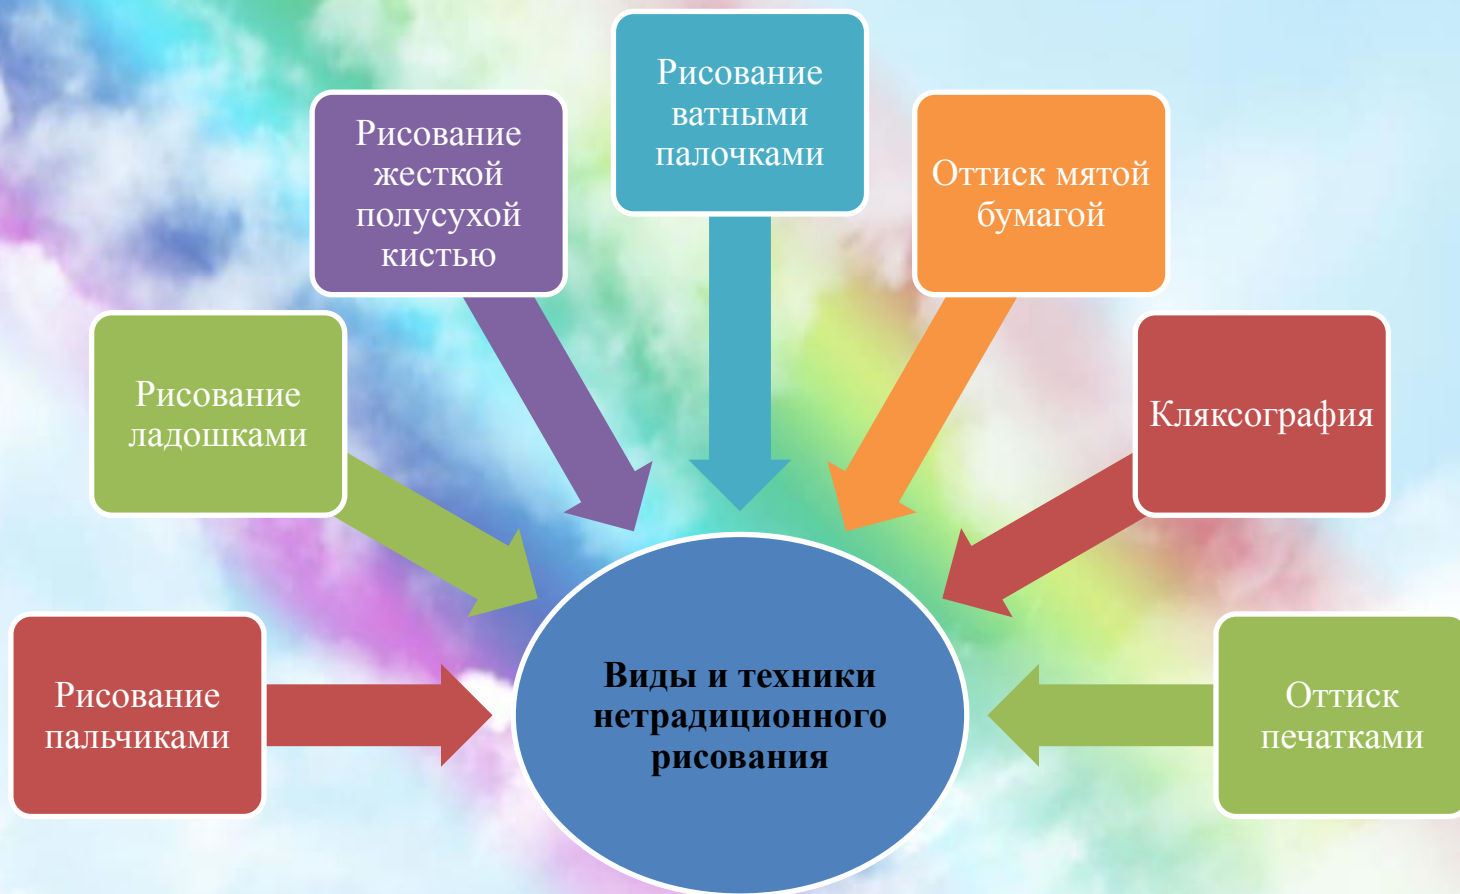 Рисование
ватными
палочками
Рисование
жесткой
полусухой
кистью
Оттиск мятой
бумагой
Рисование
ладошками
Кляксография
Рисование
пальчиками
Виды и техники
нетрадиционного
рисования
Оттиск
печатками